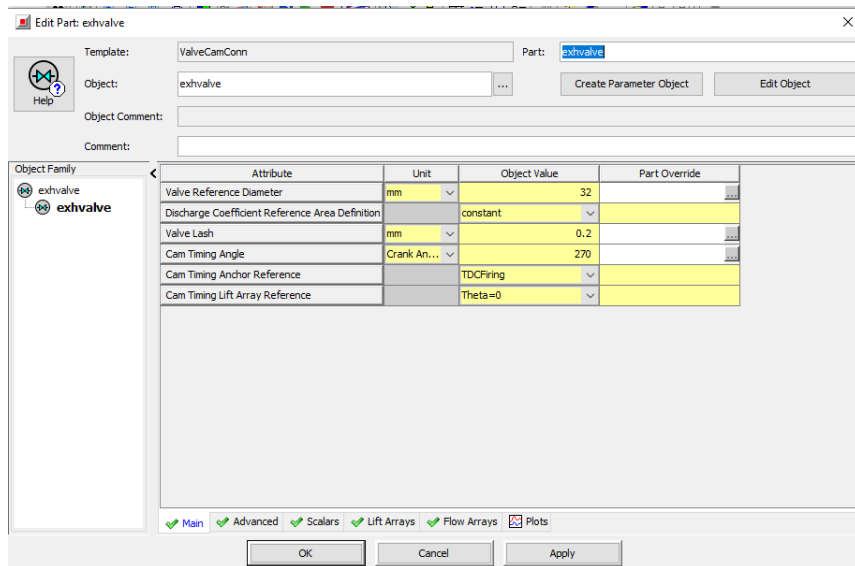 Edit Part: exhvalve
Template: ValveCamConn Part: exhvalve
Help
Object: exhvalve ... Create Parameter Object Edit Object
Object Comment:
Comment:
Object Family
exhvalve
exhvalve
Attribute Unit Object Value Part Override
Valve Reference Diameter mm 32 ...
Discharge Coefficient Reference Area Definition constant
Valve Lash mm 0.2 ...
Cam Timing Angle Crank An... 270 ...
Cam Timing Anchor Reference TDCFiring
Cam Timing Lift Array Reference Theta=0
Main Advanced Scalars Lift Arrays Flow Arrays Plots
OK Cancel Apply